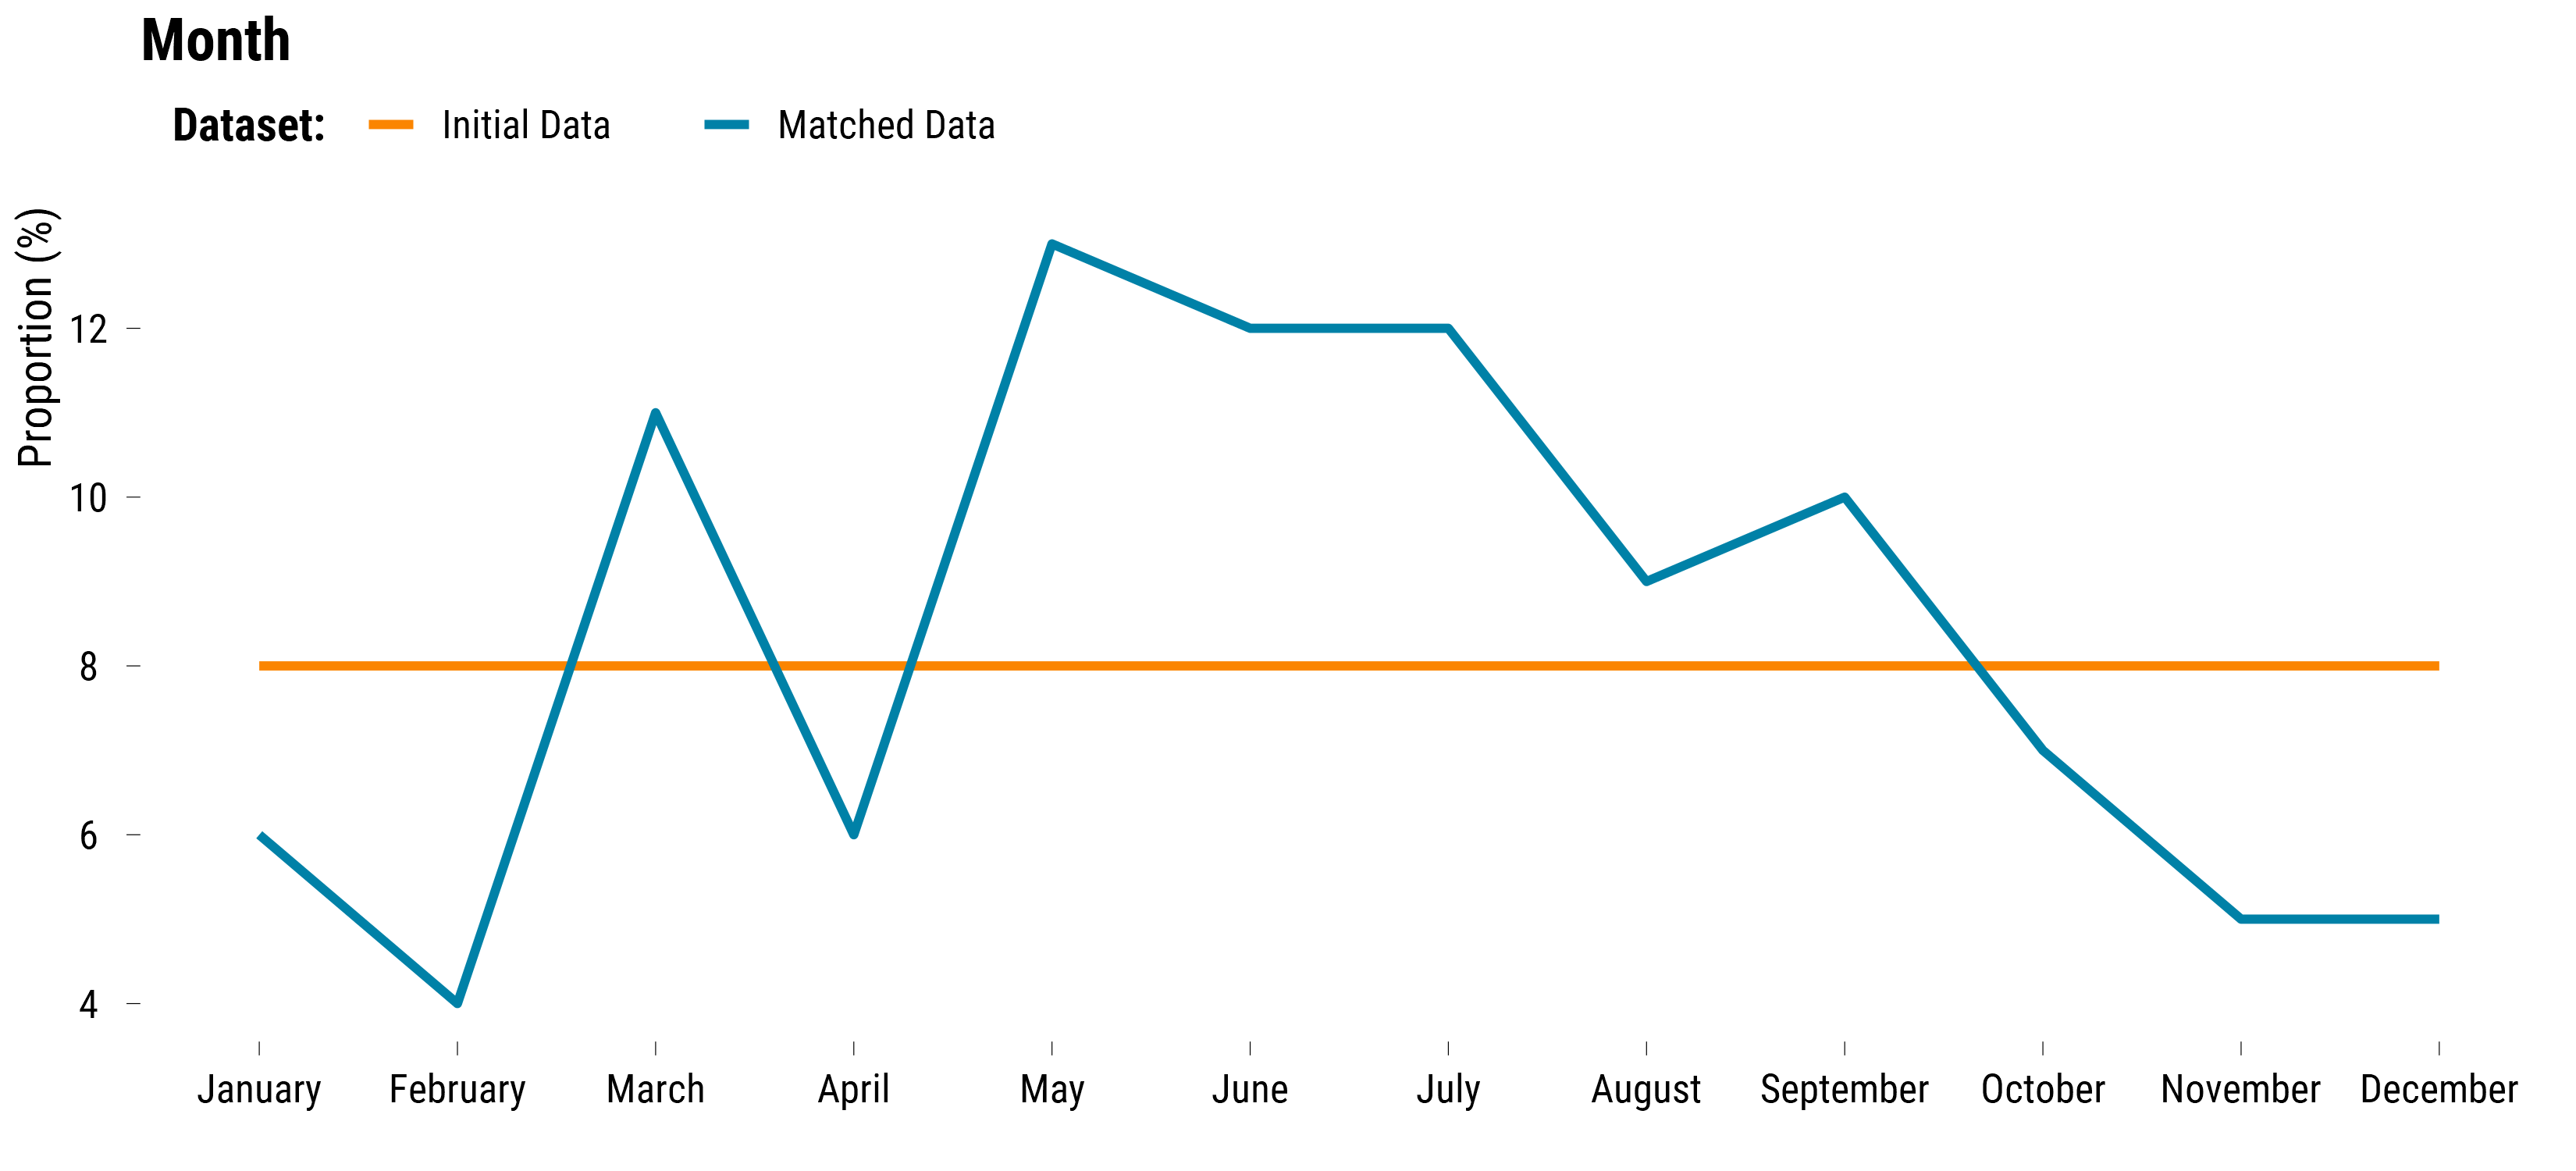 Month
Dataset: Initial Data Matched Data
Proportion (%)
12
10
8
6
4
January February March April May June July August September October November December